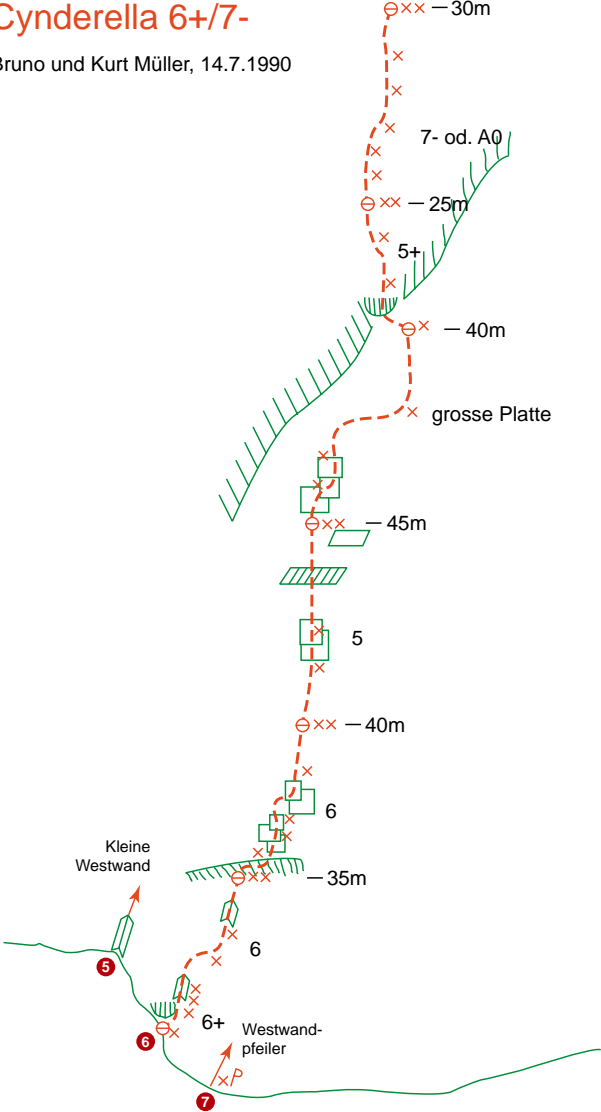 Cynderella 6+/7-
Bruno und Kurt Müller, 14.7.1990
30m
7- od. A0
25m
5+
40m
grosse Platte
45m
5
40m
6
Kleine
Westwand
35m
5
6
6+
6
Westwand-
pfeiler
P
7